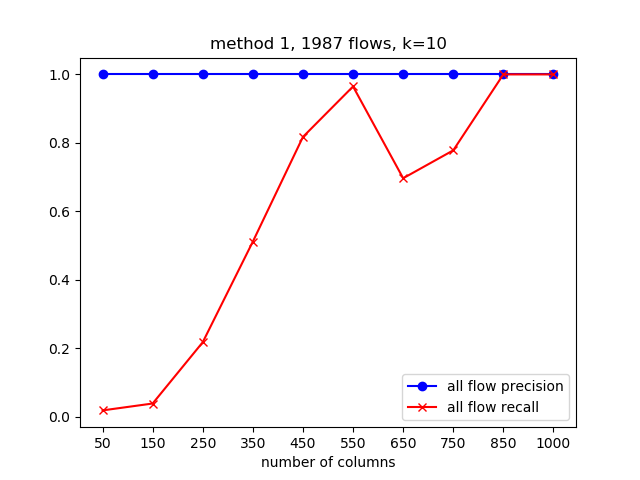 method 1, 1987 flows, k=10
1.0
0.8
0.6
0.4
0.2
0.0
all flow precision
all flow recall
50 150 250 350 450 550 650 750 850 1000
number of columns